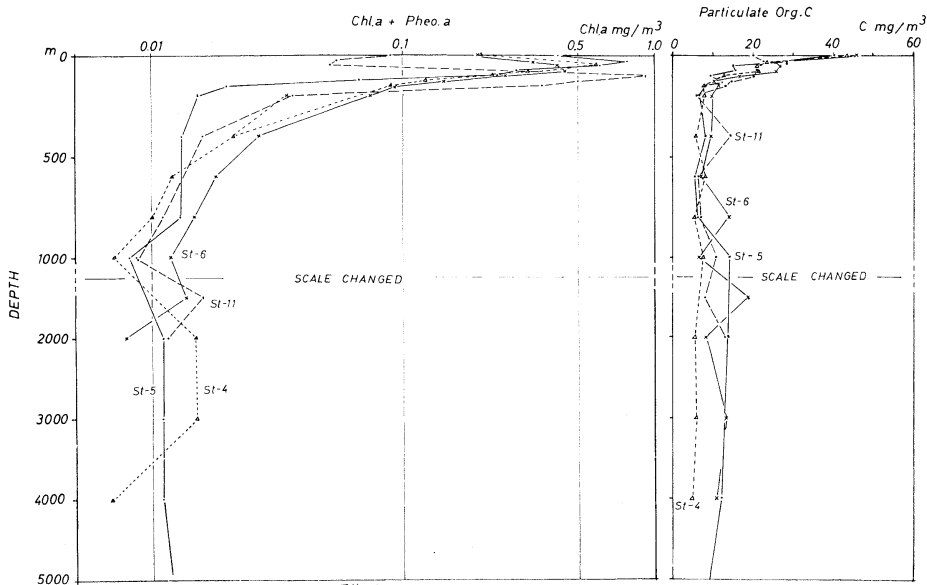 Chl.a + Pheo.a
Chl.a mg/m³
Particulate Org.C
C mg/m³
m 0
0.01
0.1
0.5
1.0
0
20
40
60
500
1000
2000
3000
4000
5000
DEPTH
SCALE CHANGED
St-6
St-11
St-5
St-4
St-11
St-6
St-5
SCALE CHANGED
St-4